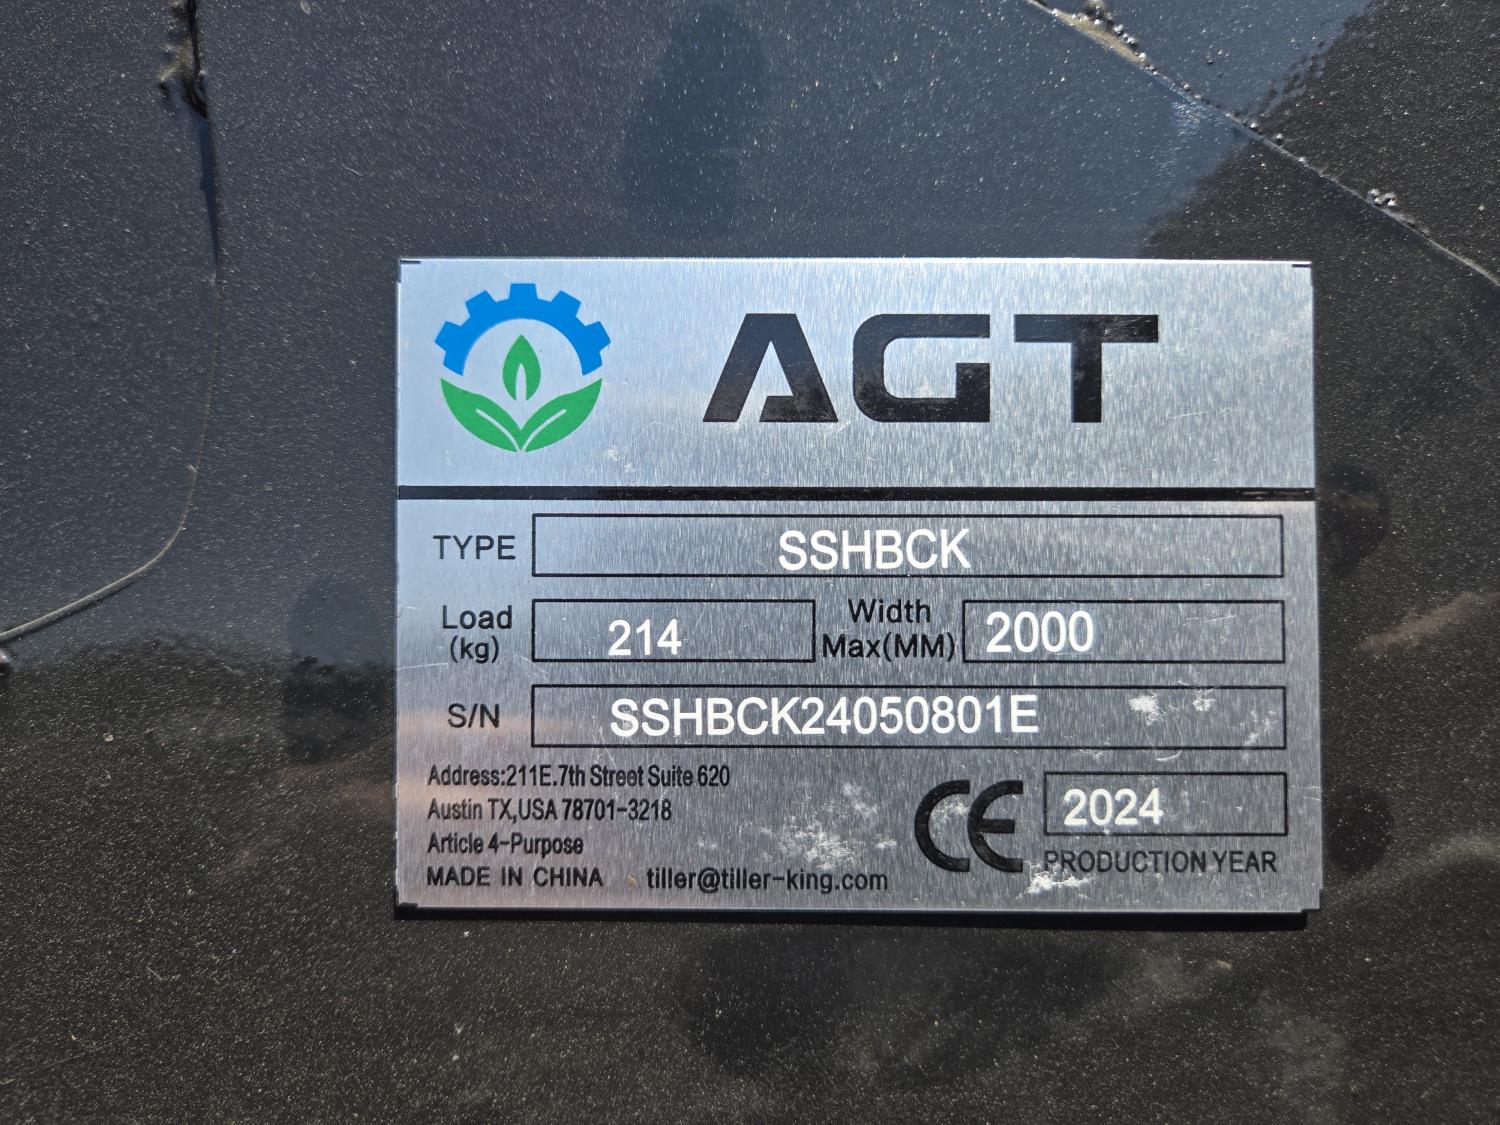 AGT
TYPE SSHBCK
Load (kg) 214 Width Max(MM) 2000
S/N SSHBCK24050801E
Address:211E.7th Street Suite 620
Austin TX,USA 78701-3218
Article 4-Purpose
MADE IN CHINA tiller@tiller-king.com
CE 2024
PRODUCTION YEAR